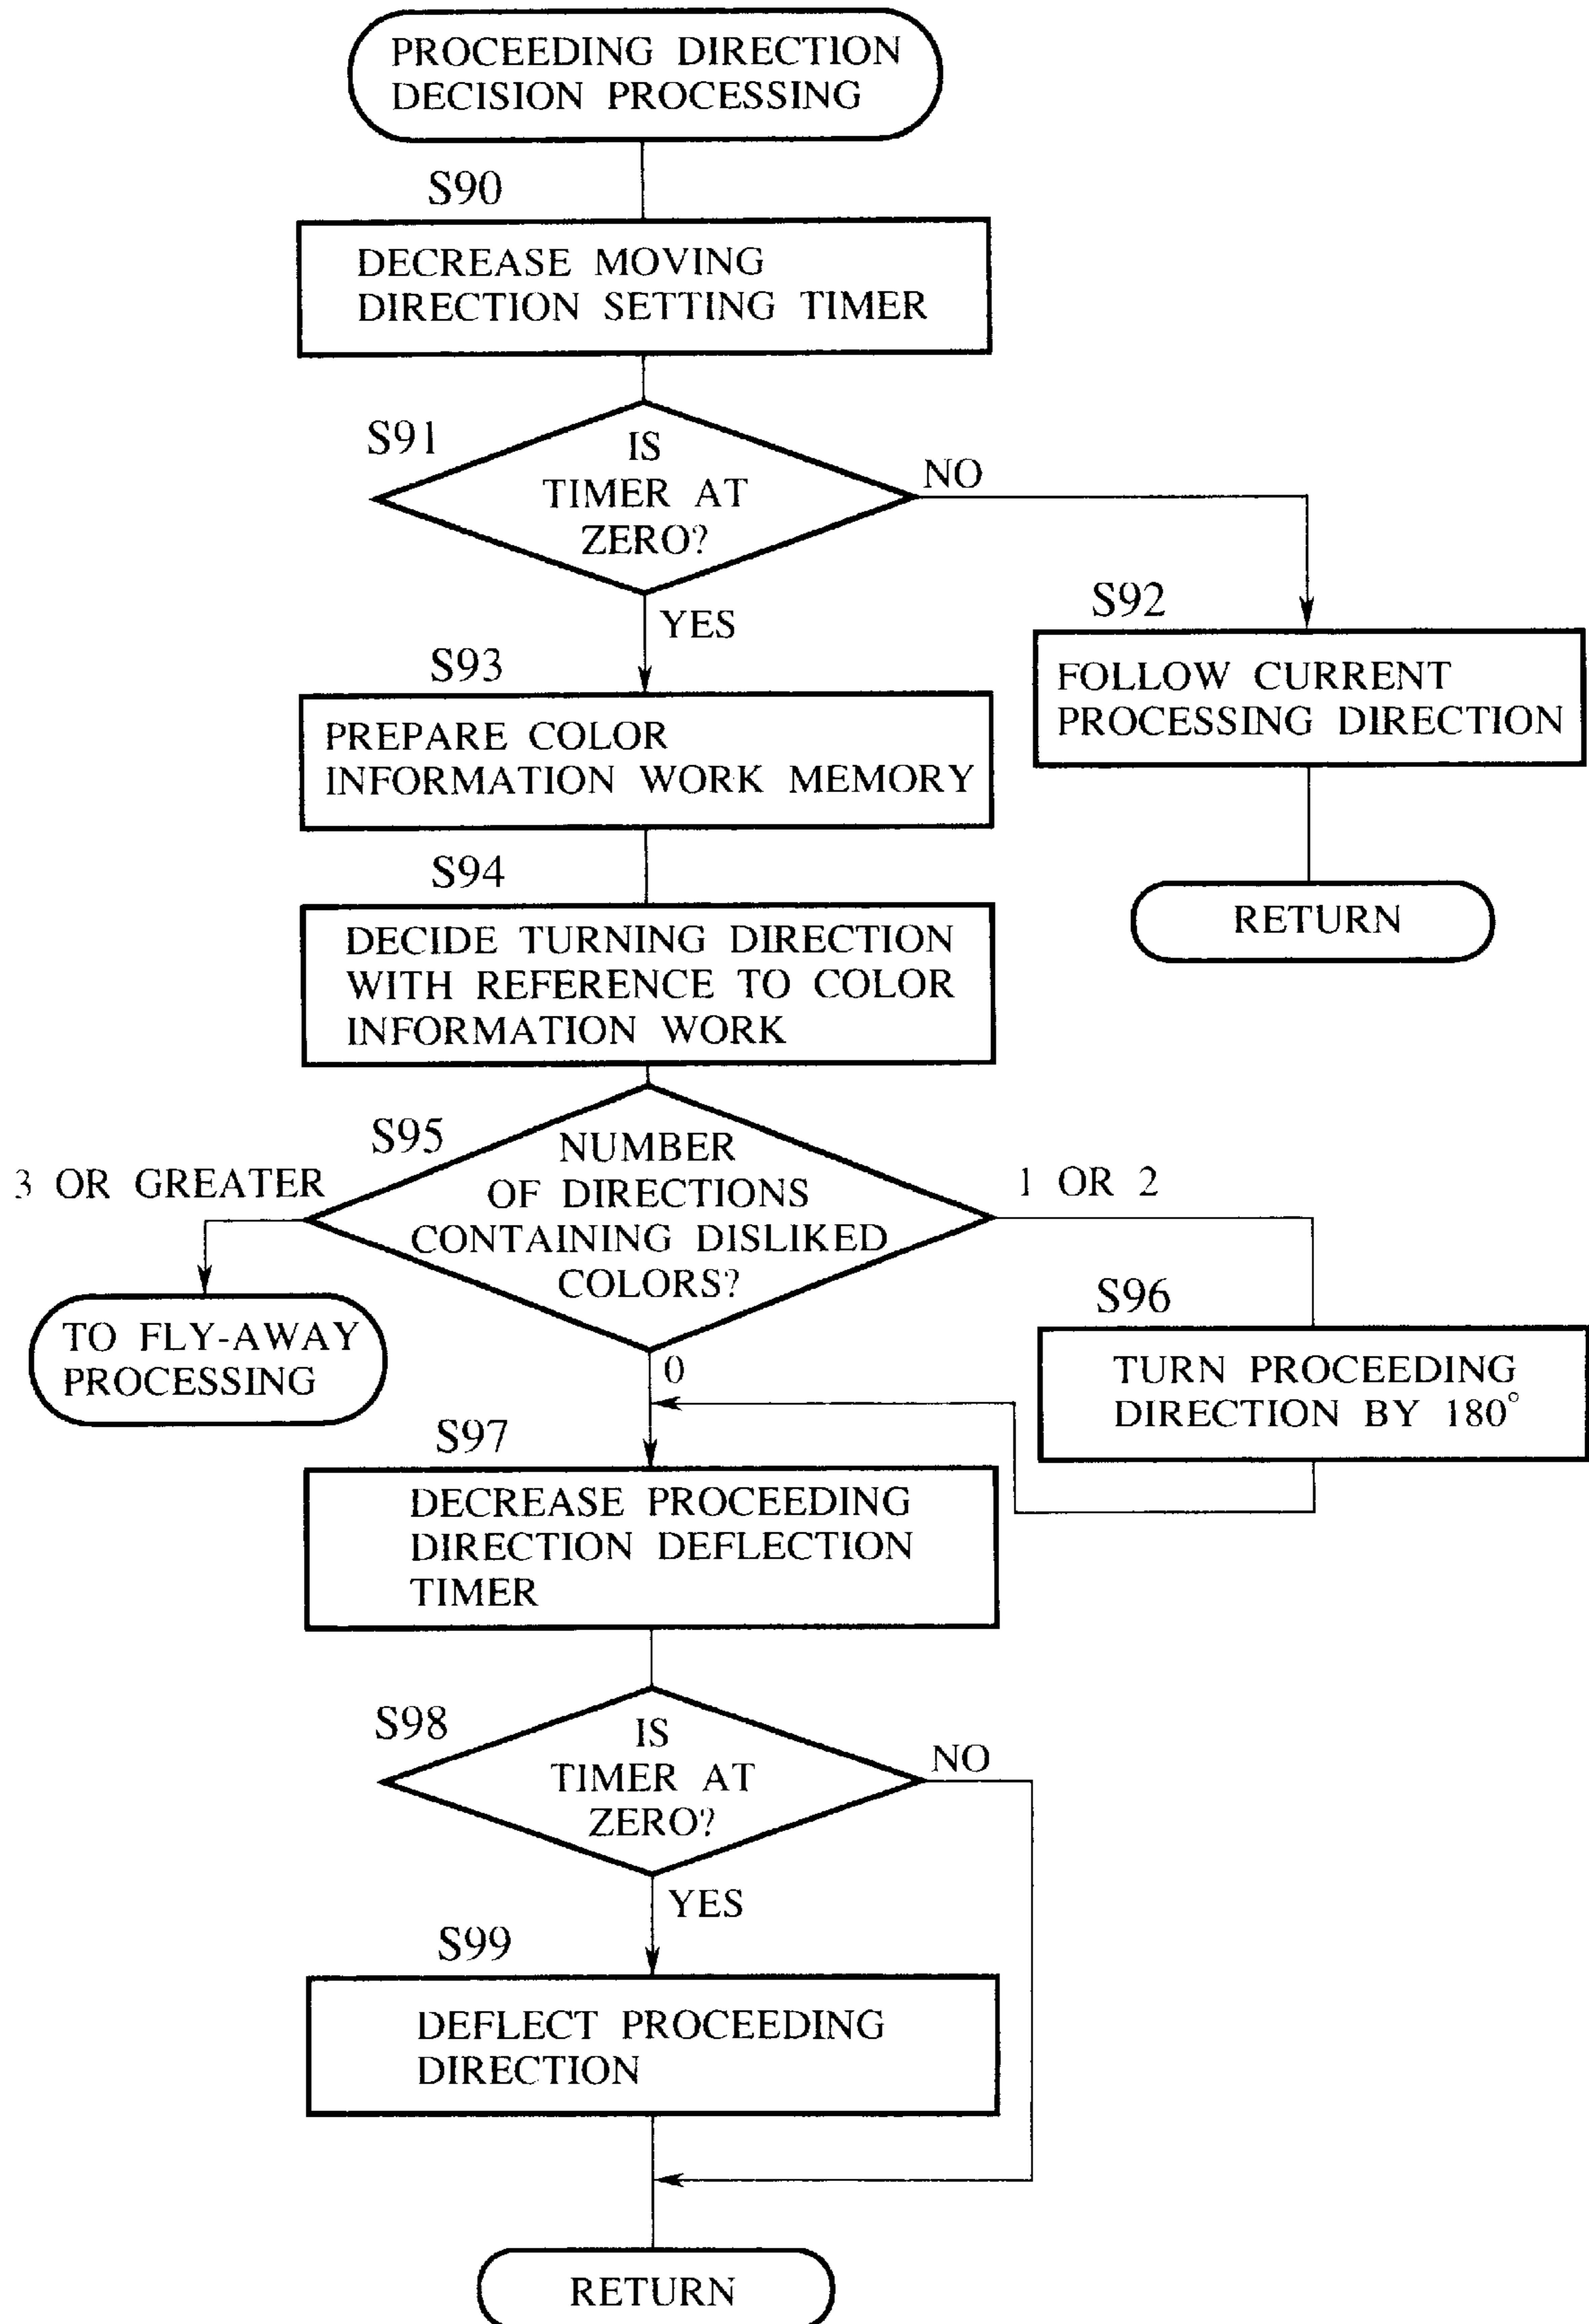 PROCEEDING DIRECTION
DECISION PROCESSING
S90
DECREASE MOVING
DIRECTION SETTING TIMER
S91
IS
TIMER AT
ZERO?
NO
YES
S92
FOLLOW CURRENT
PROCESSING DIRECTION
RETURN
S93
PREPARE COLOR
INFORMATION WORK MEMORY
S94
DECIDE TURNING DIRECTION
WITH REFERENCE TO COLOR
INFORMATION WORK
S95
NUMBER
OF DIRECTIONS
CONTAINING DISLIKED
COLORS?
3 OR GREATER
1 OR 2
TO FLY-AWAY
PROCESSING
0
S96
TURN PROCEEDING
DIRECTION BY 180°
S97
DECREASE PROCEEDING
DIRECTION DEFLECTION
TIMER
S98
IS
TIMER AT
ZERO?
NO
YES
S99
DEFLECT PROCEEDING
DIRECTION
RETURN